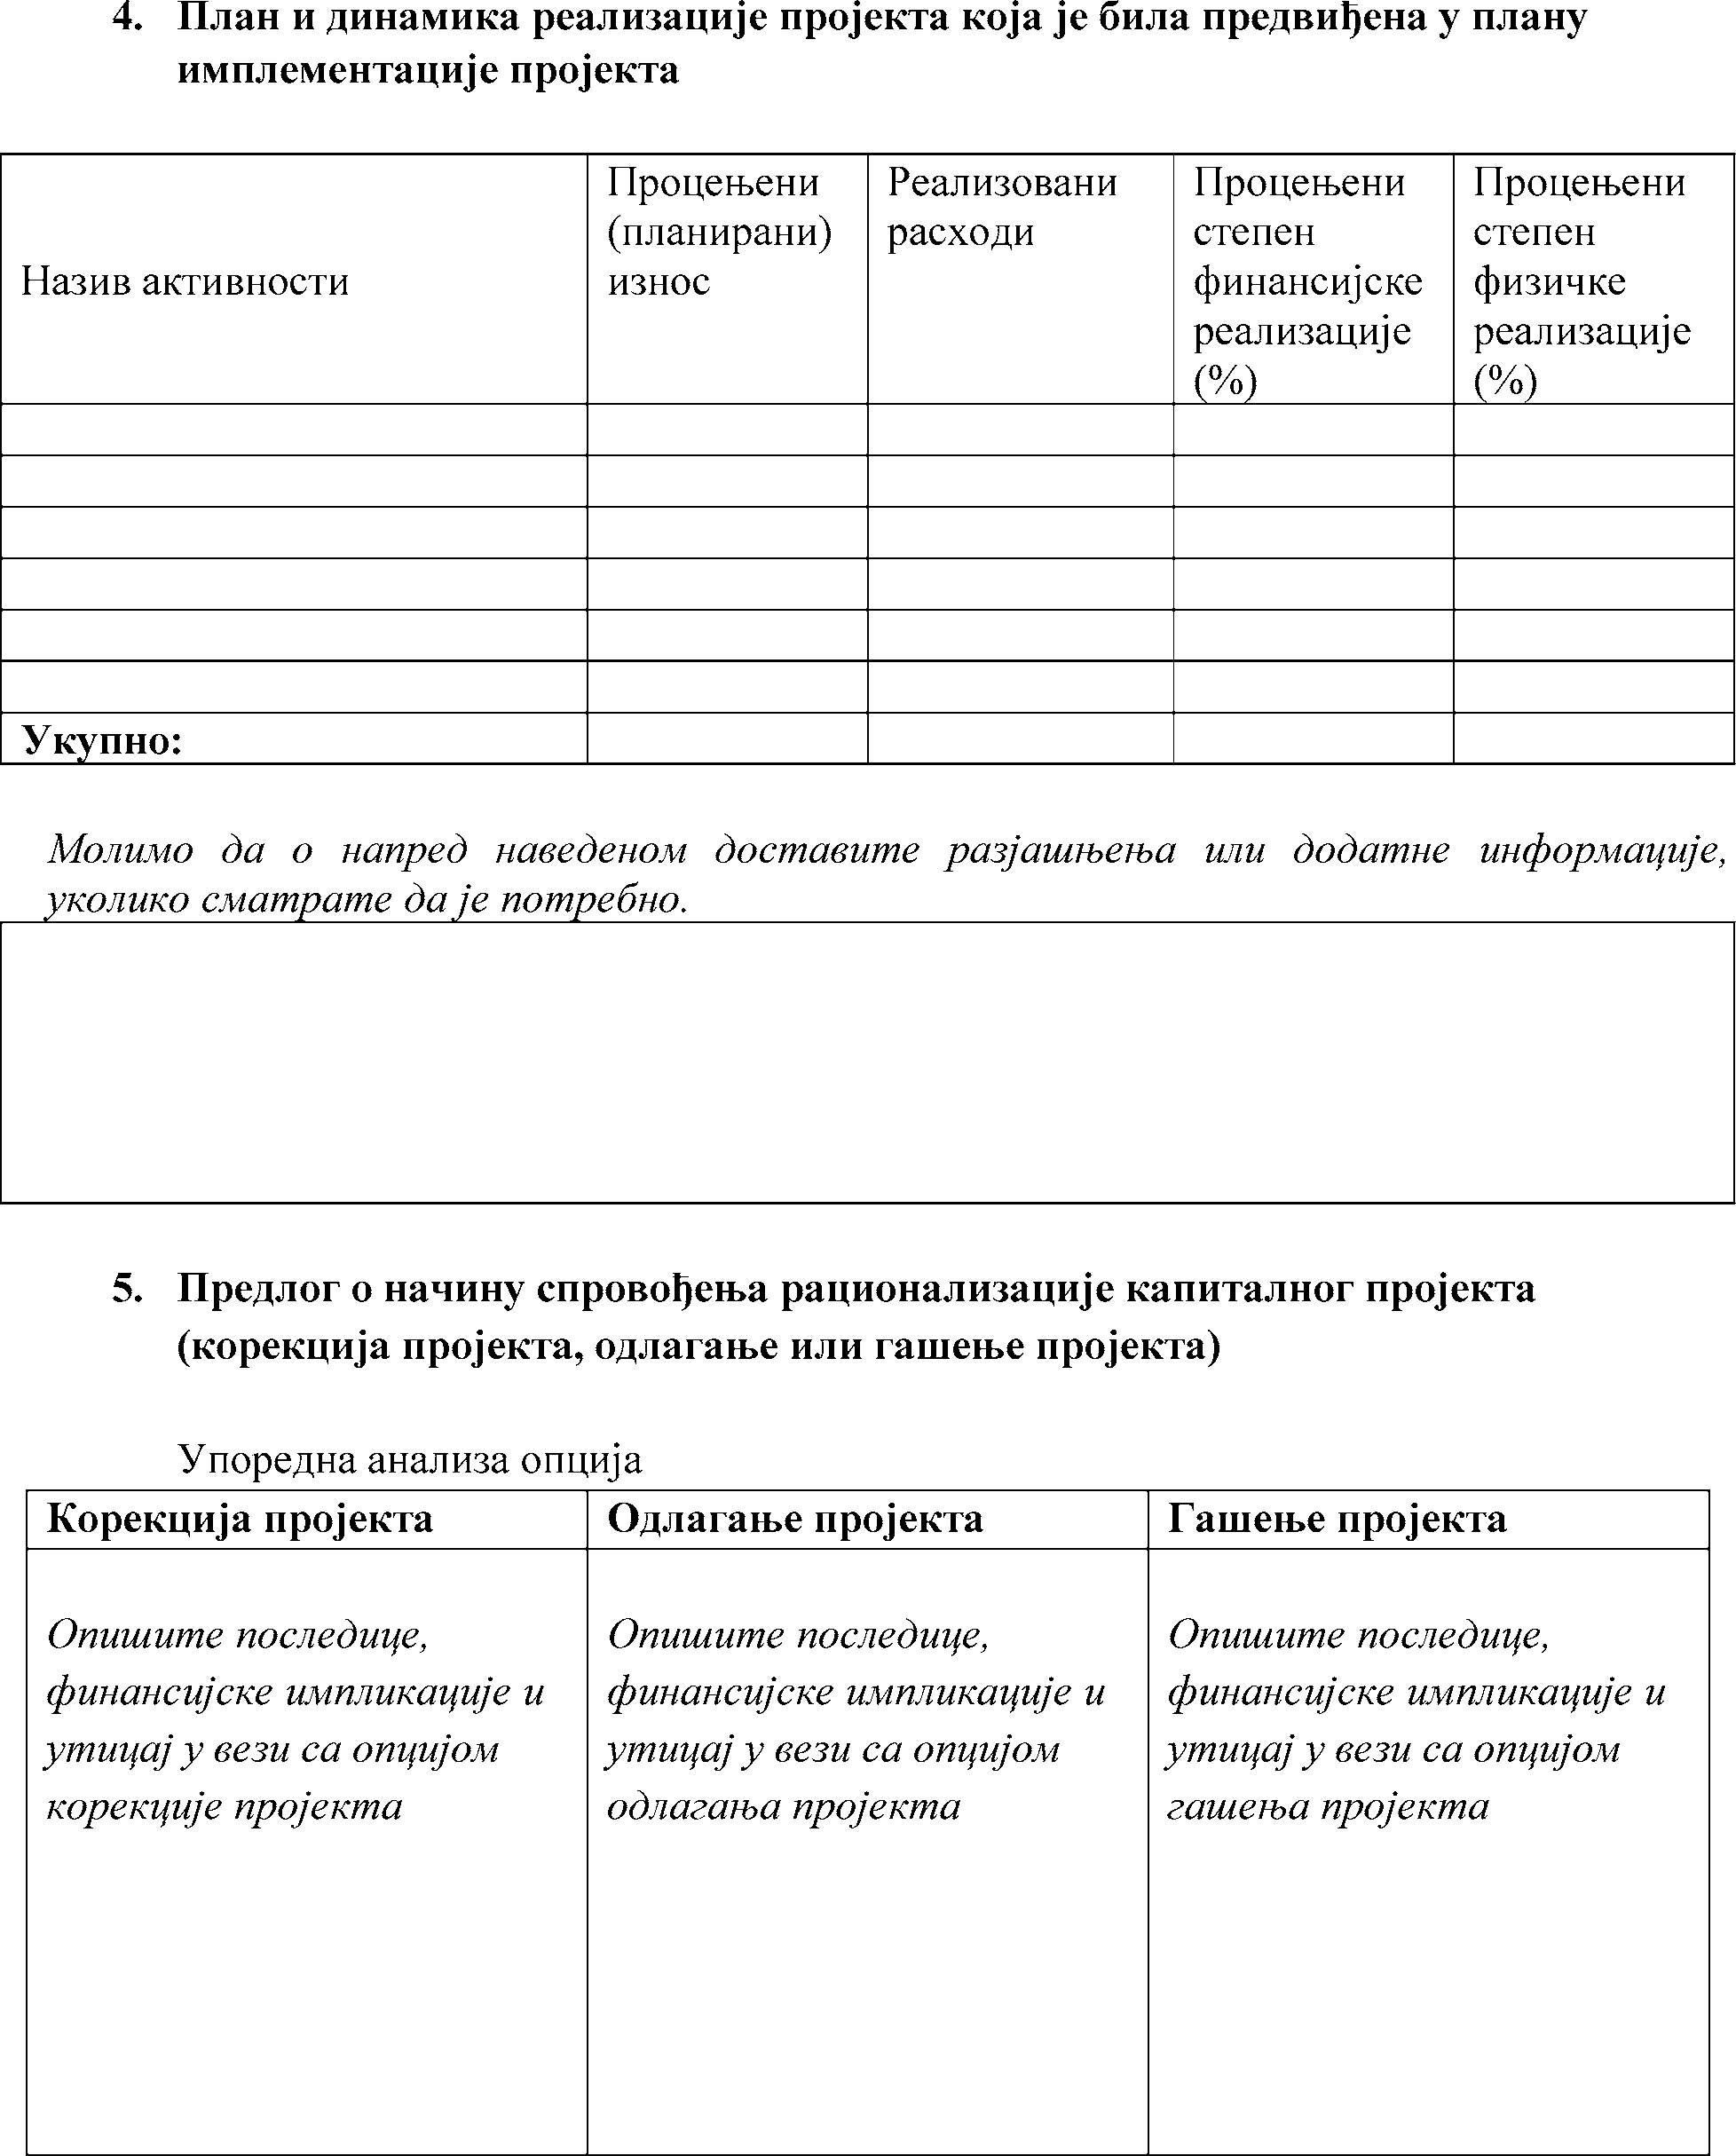 4. План и динамика реализације пројекта која је била предвиђена у плану
имплементације пројекта
Назив активности
Процењени
(планирани)
износ
Реализовани
расходи
Процењени
степен
финансијске
реализације
(%)
Процењени
степен
физичке
реализације
(%)
Укупно:
Молимо да о напред наведеном доставите разјашњења или додатне информације,
уколико сматрате да је потребно.
5. Предлог о начину спровођења рационализације капиталног пројекта
(корекција пројекта, одлагање или гашење пројекта)
Упоредна анализа опција
Корекција пројекта
Одлагање пројекта
Гашење пројекта
Опишите последице,
финансијске импликације и
утицај у вези са опцијом
корекције пројекта
Опишите последице,
финансијске импликације и
утицај у вези са опцијом
одлагања пројекта
Опишите последице,
финансијске импликације и
утицај у вези са опцијом
гашења пројекта